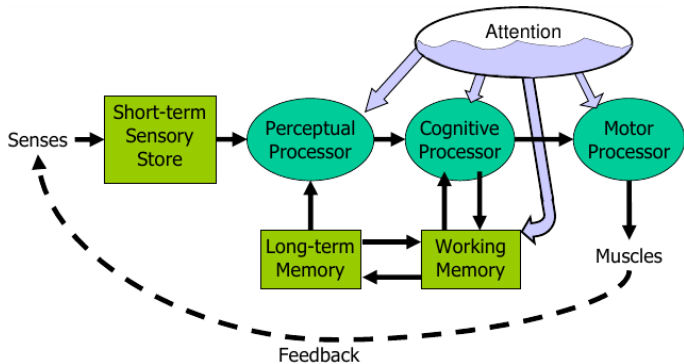 Attention
Senses
Short-term
Sensory
Store
Perceptual
Processor
Cognitive
Processor
Motor
Processor
Long-term
Memory
Working
Memory
Muscles
Feedback